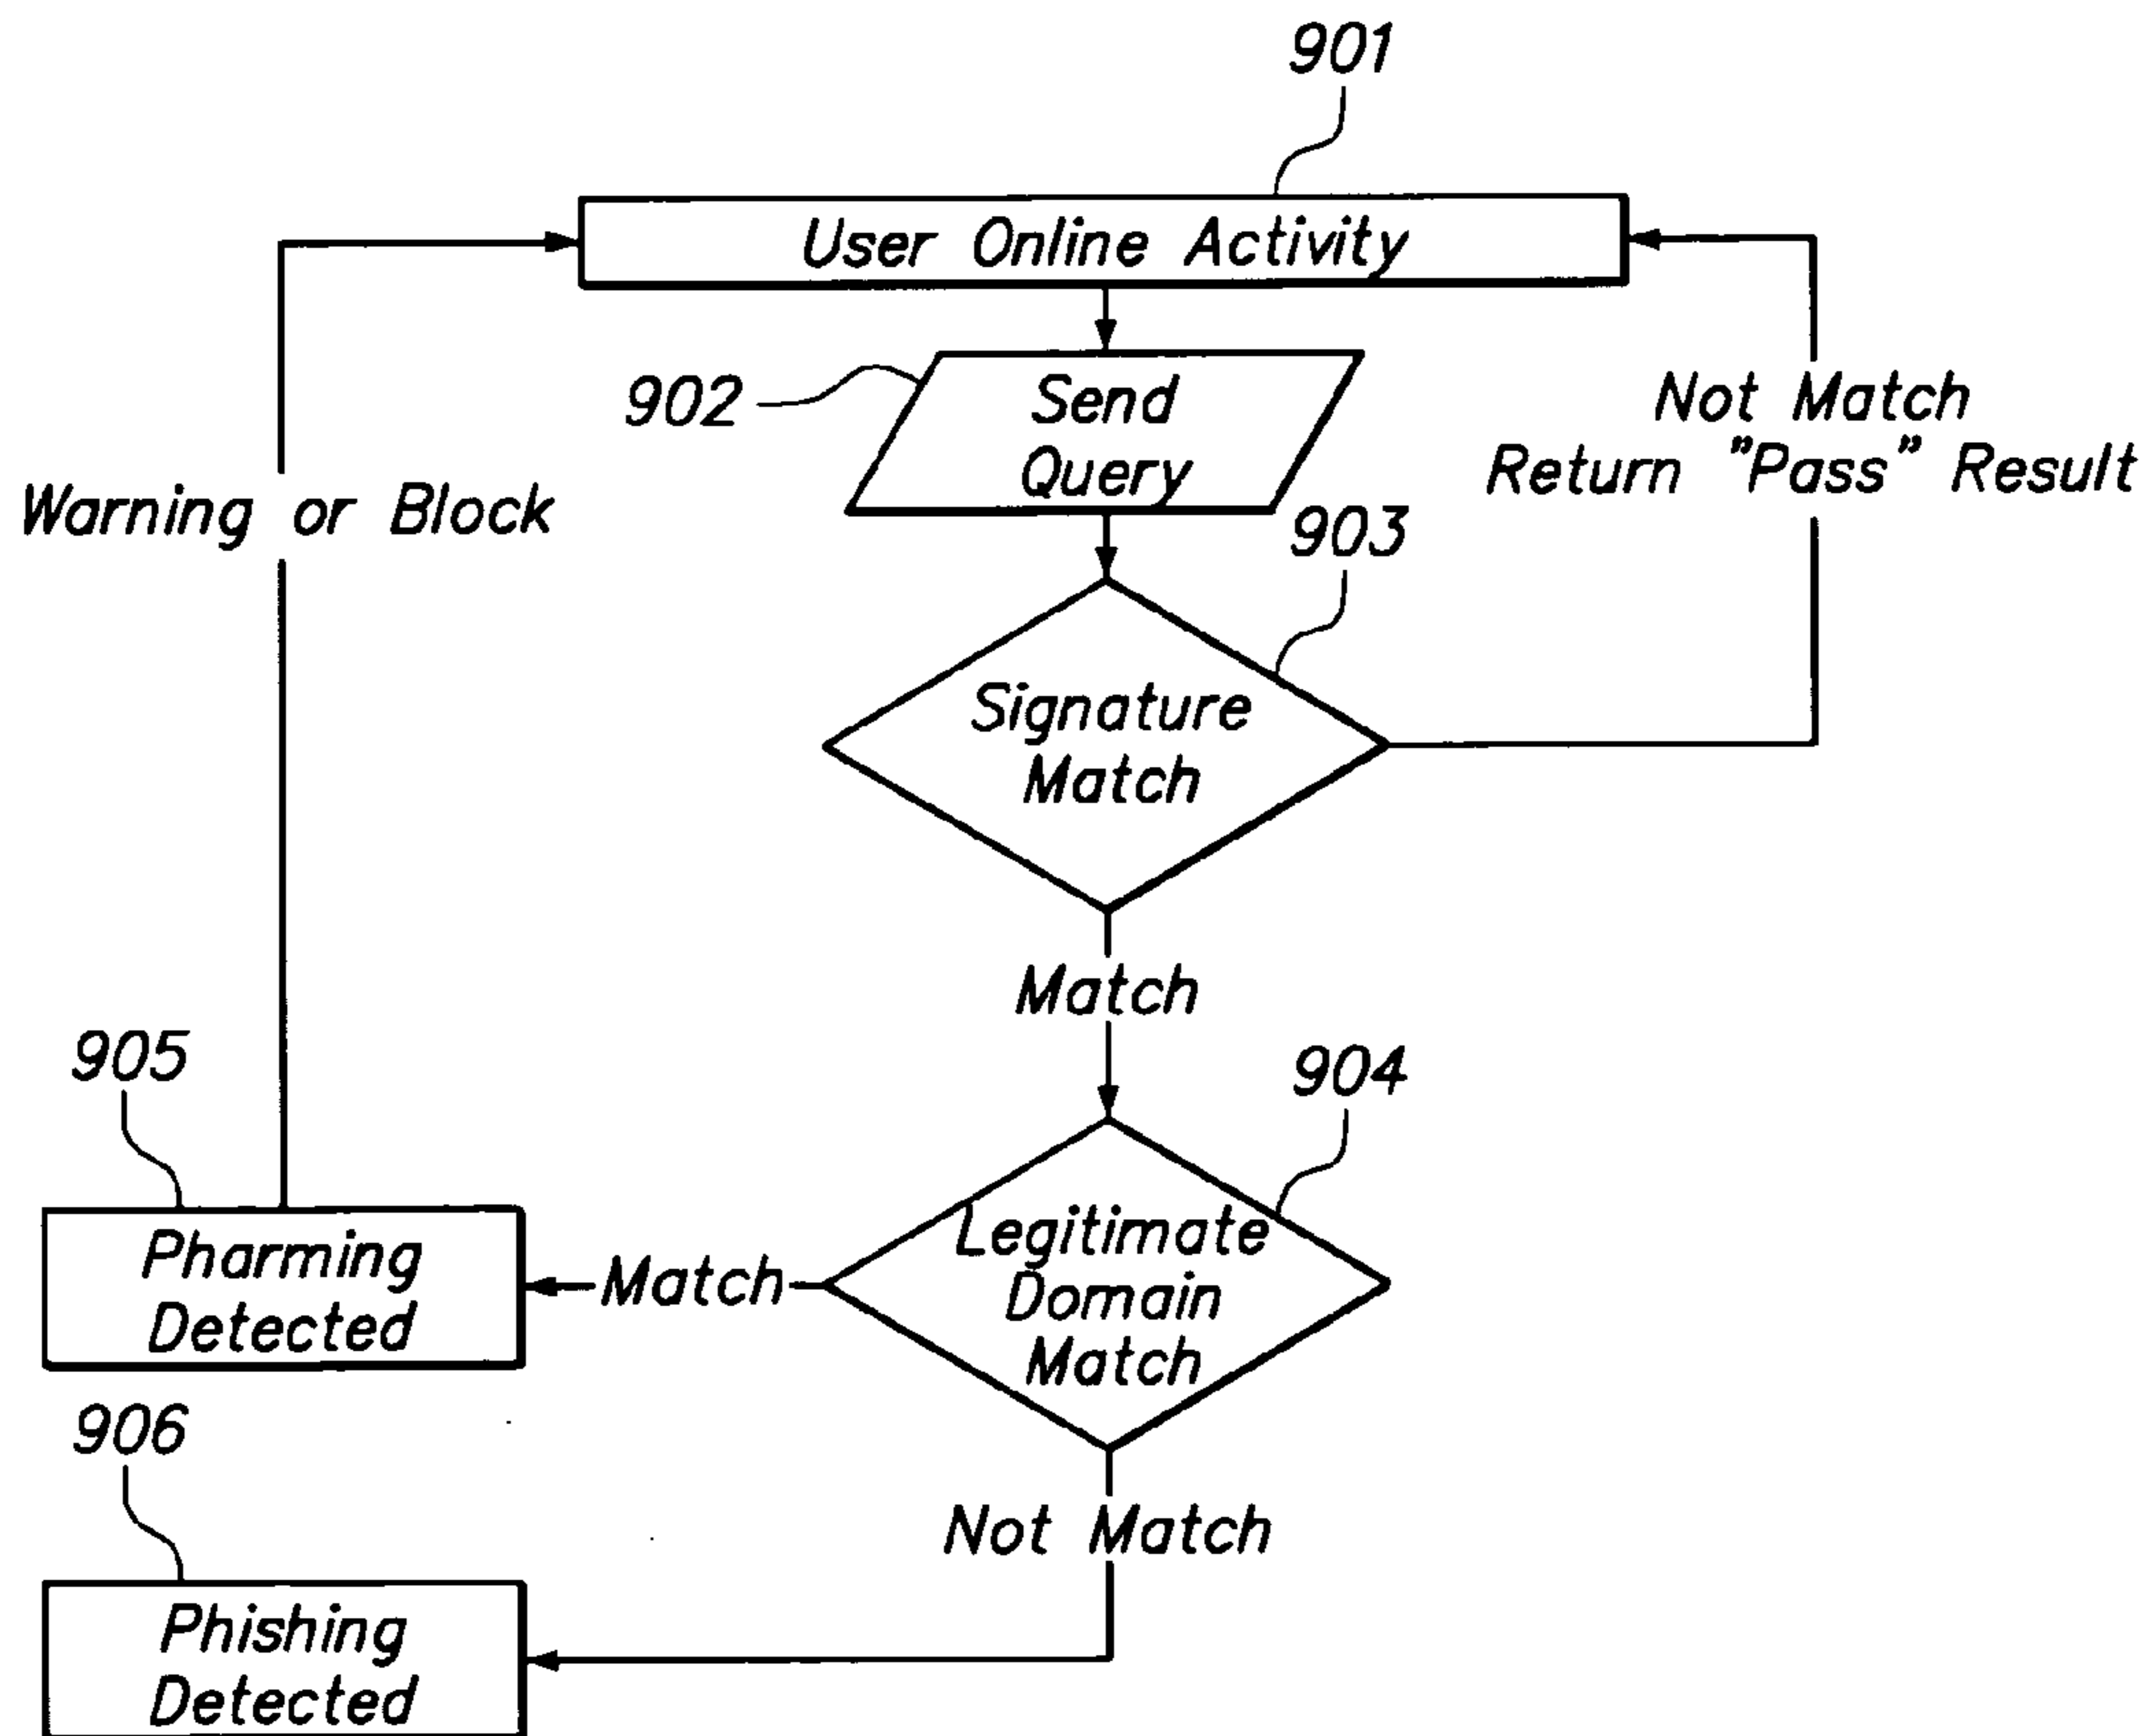 901
User Online Activity
902
Send
Query
Not Match
Return "Pass" Result
Warning or Block
903
Signature
Match
Match
905
904
Legitimate
Domain
Match
Match
Pharming
Detected
906
Not Match
Phishing
Detected